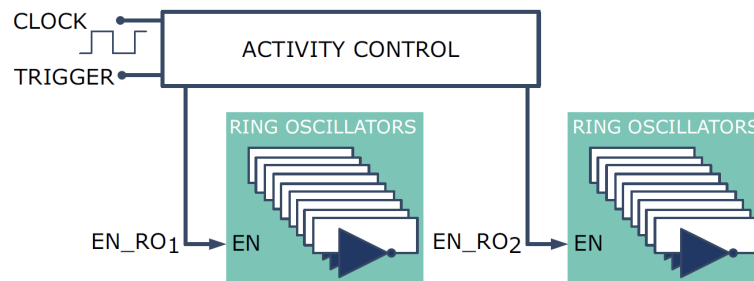 CLOCK
ACTIVITY CONTROL
TRIGGER
RING OSCILLATORS
RING OSCILLATORS
EN_RO1
EN
EN_RO2
EN